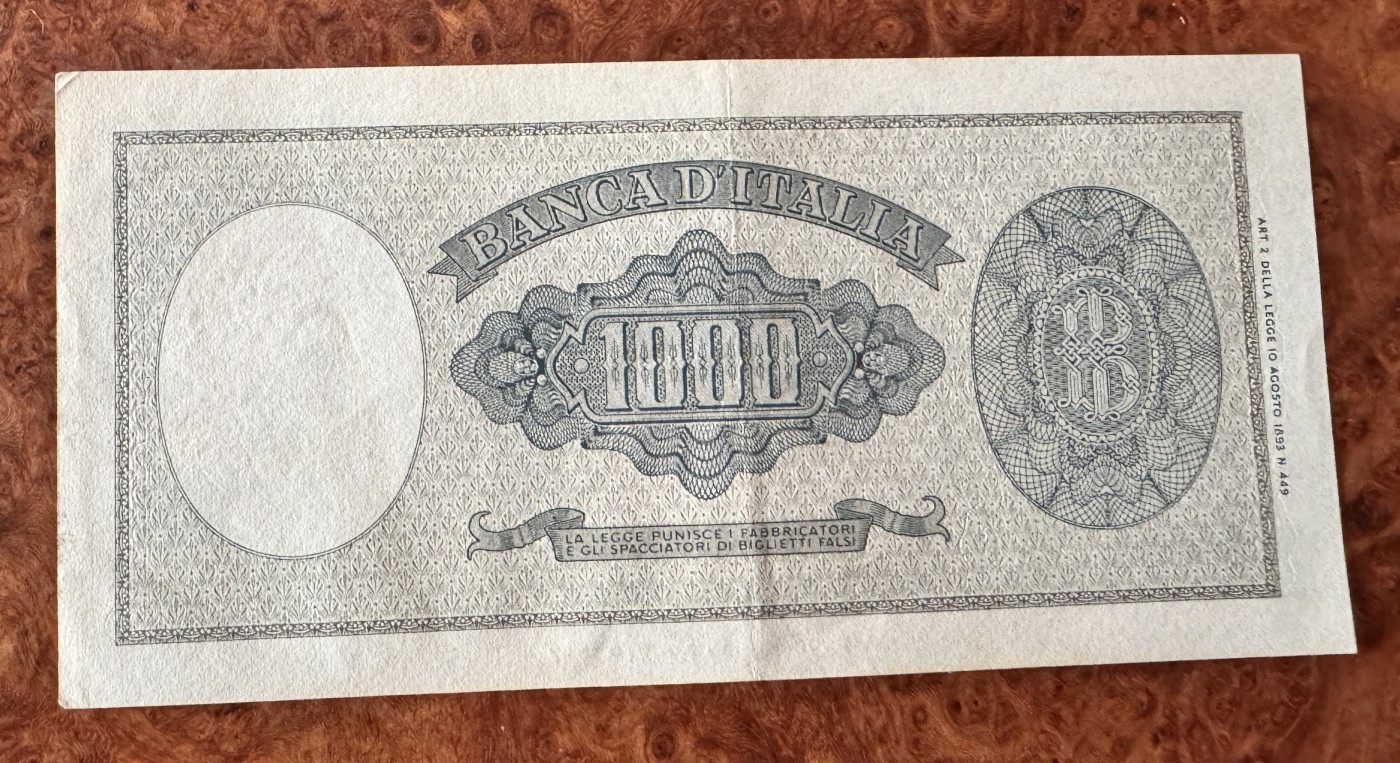 BANCA D'ITALIA
1000
LA LEGGE PUNISCE I FABBRICATORI
E GLI SPACCIATORI DI BIGLIETTI FALSI
ART. 2 DELLA LEGGE 10 AGOSTO 1893 N 449